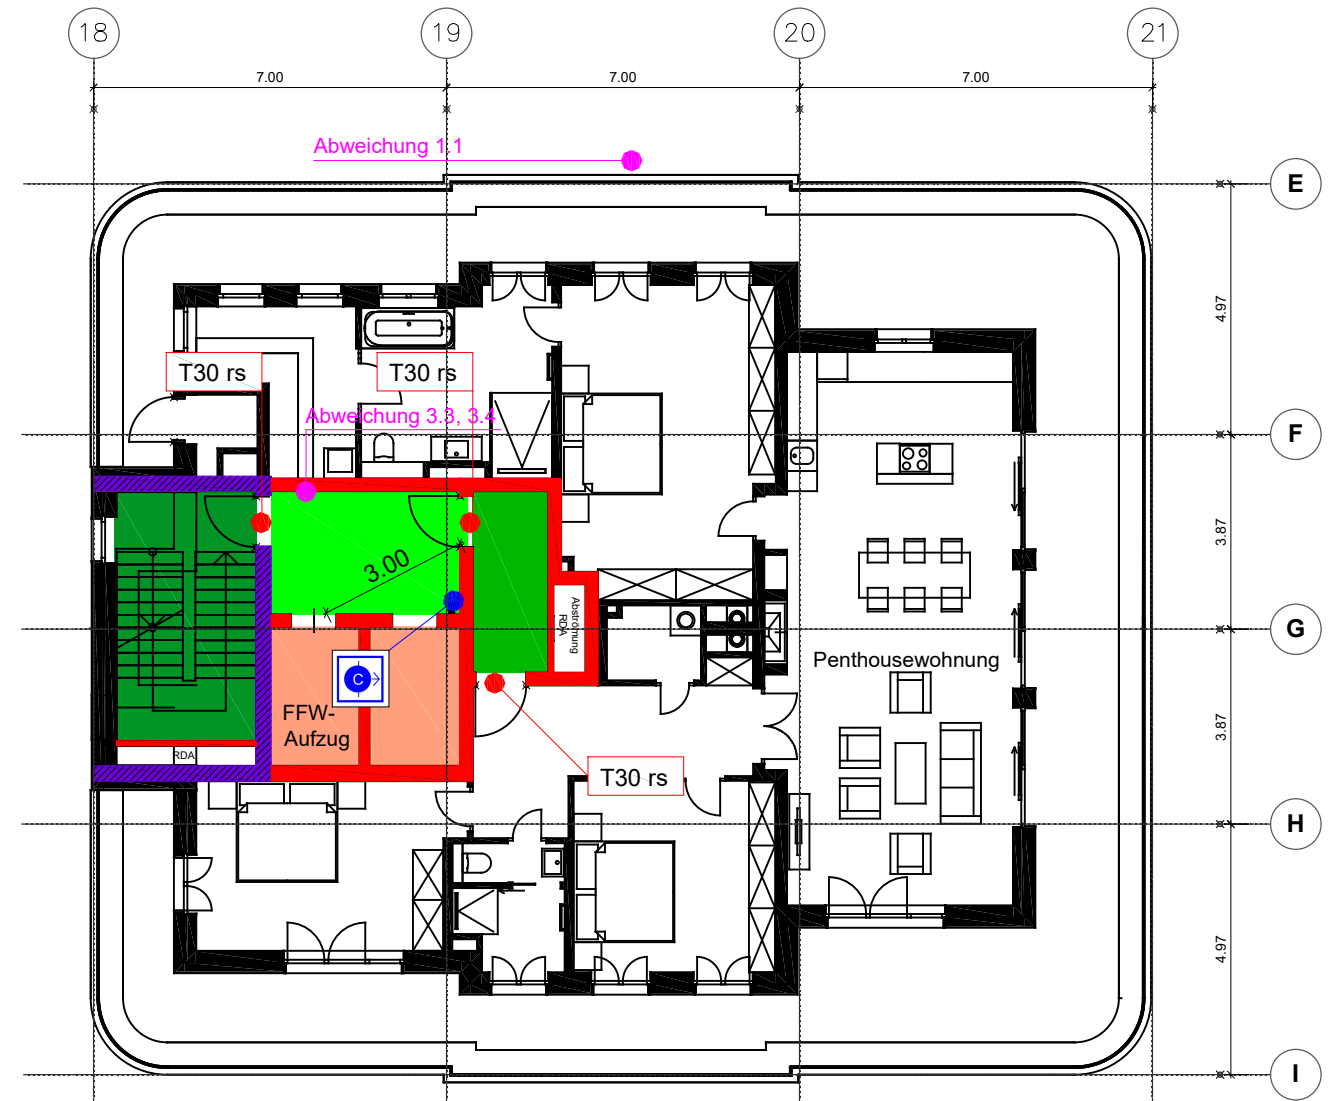 18
19
20
21
7.00
7.00
7.00
Abweichung 1.1
E
4.97
T30 rs
T30 rs
Abweichung 3.3, 3.4
F
3.87
3.00
Abströmung
RDA
G
Penthousewohnung
C
FFW-
Aufzug
3.87
RDA
T30 rs
H
4.97
I